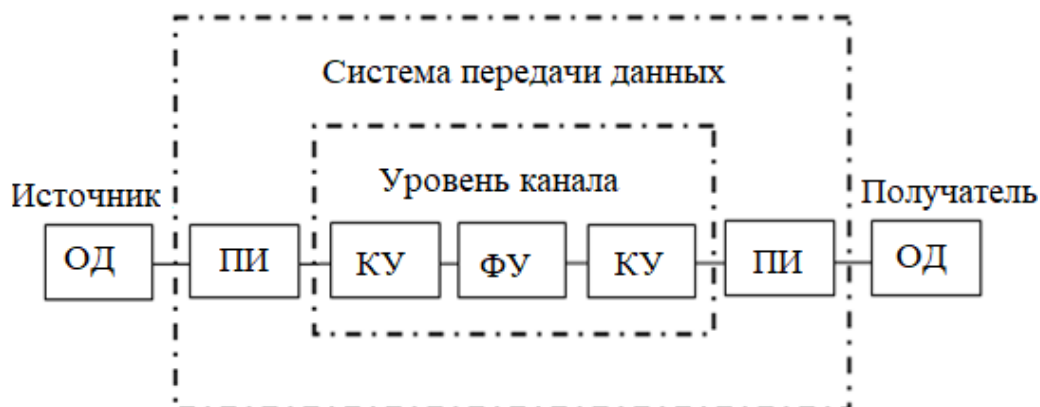 Система передачи данных
Уровень канала
Источник
Получатель
ОД
ПИ
КУ
ФУ
КУ
ПИ
ОД